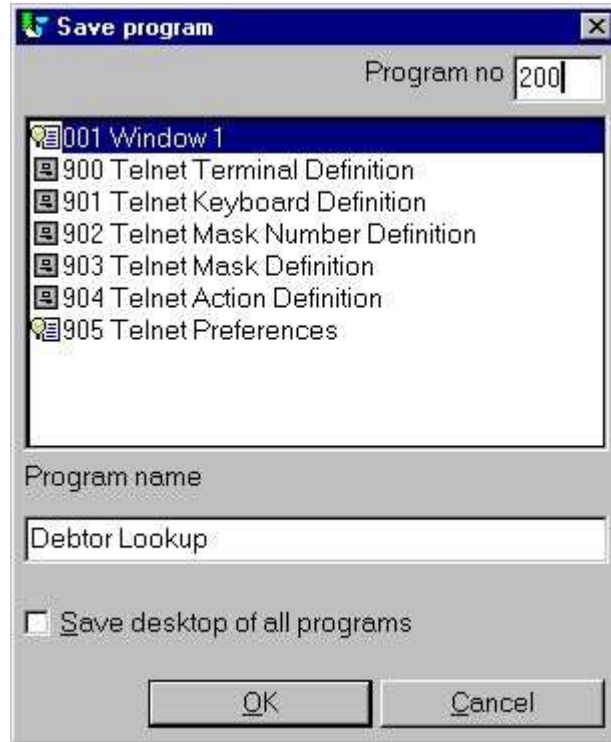 Save program
Program no 200
001 Window 1
900 Telnet Terminal Definition
901 Telnet Keyboard Definition
902 Telnet Mask Number Definition
903 Telnet Mask Definition
904 Telnet Action Definition
905 Telnet Preferences
Program name
Debtor Lookup
Save desktop of all programs
OK Cancel